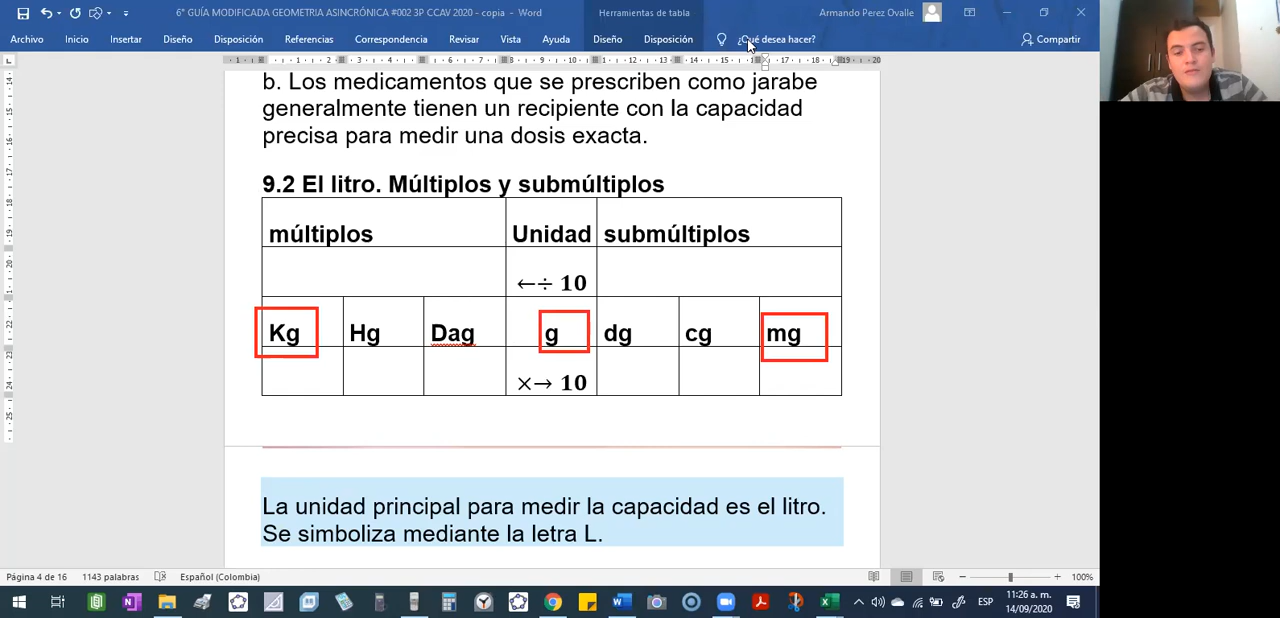 6° GUÍA MODIFICADA GEOMETRIA ASINCRÓNICA #002 3P CCAV 2020 - copia - Word
Herramientas de tabla
Armando Perez Ovalle
Archivo Inicio Insertar Diseño Disposición Referencias Correspondencia Revisar Vista Ayuda Diseño Disposición ¿Qué desea hacer? Compartir
b. Los medicamentos que se prescriben como jarabe
generalmente tienen un recipiente con la capacidad
precisa para medir una dosis exacta.
9.2 El litro. Múltiplos y submúltiplos
múltiplos Unidad submúltiplos
←÷ 10
Kg Hg Dag g dg cg mg
×→ 10
La unidad principal para medir la capacidad es el litro.
Se simboliza mediante la letra L.
Página 4 de 16 1143 palabras Español (Colombia) 100%
ESP 11:26 a. m.
14/09/2020